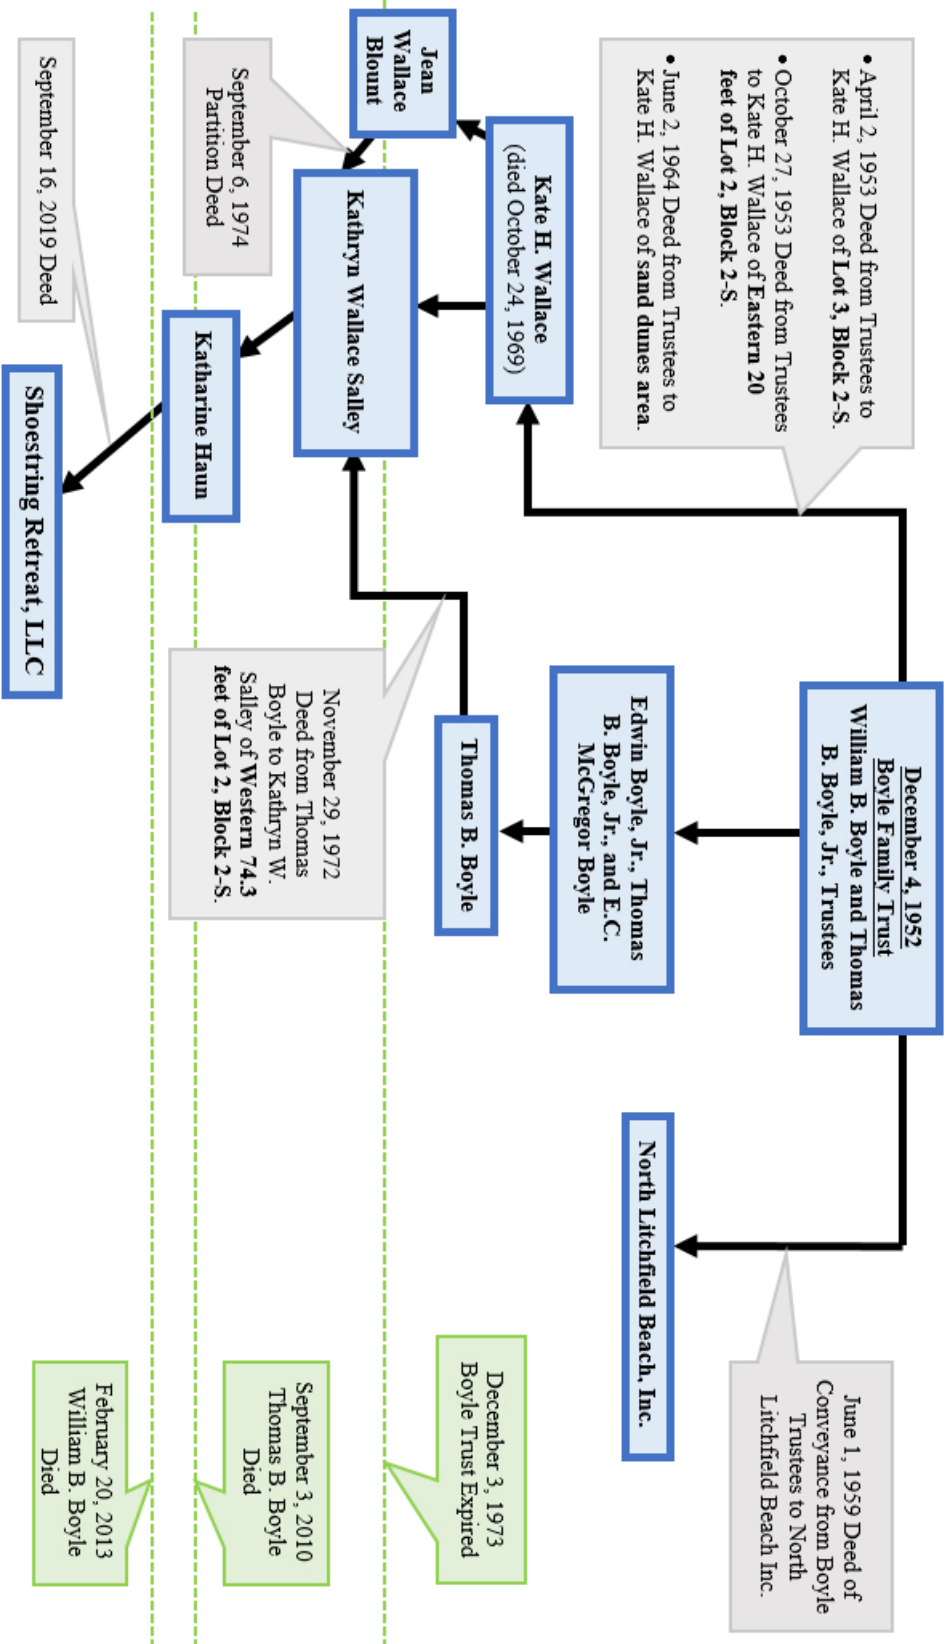 December 4, 1952
Boyle Family Trust
William B. Boyle and Thomas
B. Boyle, Jr., Trustees
• April 2, 1953 Deed from Trustees to
Kate H. Wallace of Lot 3, Block 2-S.
• October 27, 1953 Deed from Trustees
to Kate H. Wallace of Eastern 20
feet of Lot 2, Block 2-S.
• June 2, 1964 Deed from Trustees to
Kate H. Wallace of sand dunes area.
June 1, 1959 Deed of
Conveyance from Boyle
Trustees to North
Litchfield Beach Inc.
Edwin Boyle, Jr., Thomas
B. Boyle, Jr., and E.C.
McGregor Boyle
North Litchfield Beach, Inc.
Kate H. Wallace
(died October 24, 1969)
Thomas B. Boyle
December 3, 1973
Boyle Trust Expired
Jean
Wallace
Blount
Kathryn Wallace Salley
November 29, 1972
Deed from Thomas
Boyle to Kathryn W.
Salley of Western 74.3
feet of Lot 2, Block 2-S.
September 6, 1974
Partition Deed
September 3, 2010
Thomas B. Boyle
Died
Katharine Haun
February 20, 2013
William B. Boyle
Died
September 16, 2019 Deed
Shoestring Retreat, LLC